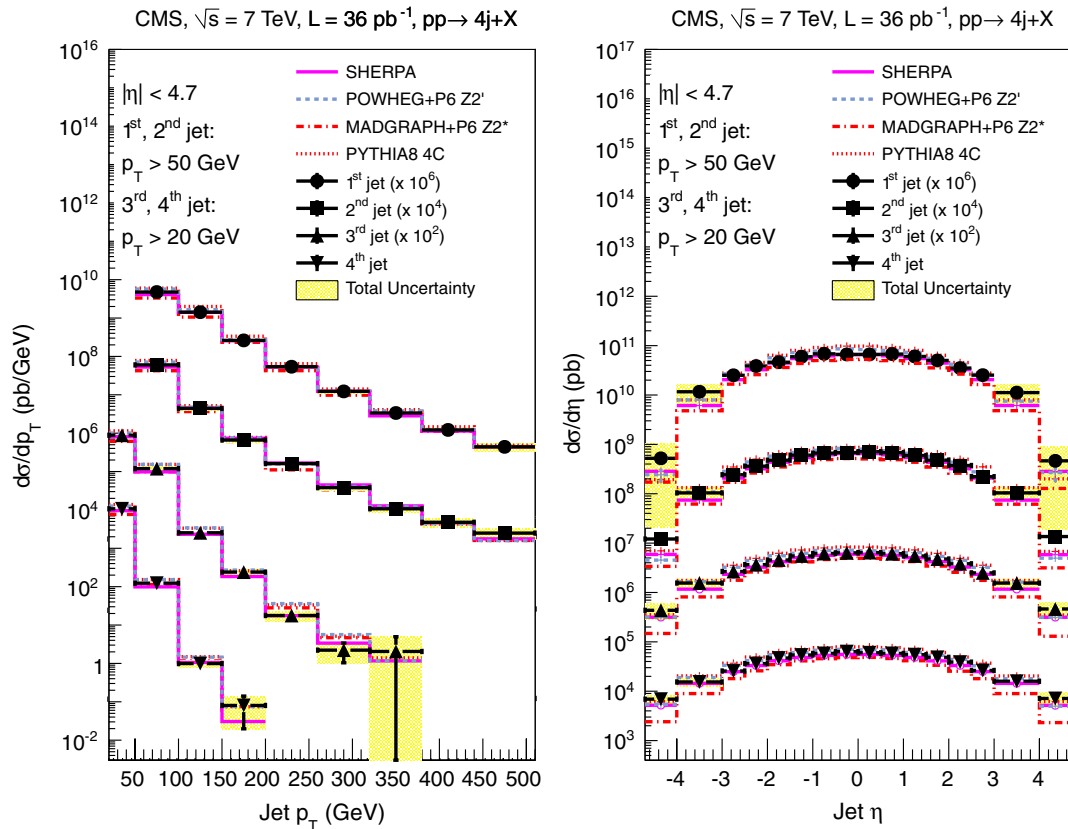 CMS, √s = 7 TeV, L = 36 pb⁻¹, pp→ 4j+X
10¹⁶
10¹⁴
10¹²
10¹⁰
10⁸
10⁶
10⁴
10²
1
10⁻²
dσ/dp_T (pb/GeV)
|η| < 4.7
1ˢᵗ, 2ⁿᵈ jet:
p_T > 50 GeV
3ʳᵈ, 4ᵗʰ jet:
p_T > 20 GeV
SHERPA
POWHEG+P6 Z2'
MADGRAPH+P6 Z2*
PYTHIA8 4C
1ˢᵗ jet (x 10⁶)
2ⁿᵈ jet (x 10⁴)
3ʳᵈ jet (x 10²)
4ᵗʰ jet
Total Uncertainty
50 100 150 200 250 300 350 400 450 500
Jet p_T (GeV)
CMS, √s = 7 TeV, L = 36 pb⁻¹, pp→ 4j+X
10¹⁷
10¹⁶
10¹⁵
10¹⁴
10¹³
10¹²
10¹¹
10¹⁰
10⁹
10⁸
10⁷
10⁶
10⁵
10⁴
10³
dσ/dη (pb)
|η| < 4.7
1ˢᵗ, 2ⁿᵈ jet:
p_T > 50 GeV
3ʳᵈ, 4ᵗʰ jet:
p_T > 20 GeV
SHERPA
POWHEG+P6 Z2'
MADGRAPH+P6 Z2*
PYTHIA8 4C
1ˢᵗ jet (x 10⁶)
2ⁿᵈ jet (x 10⁴)
3ʳᵈ jet (x 10²)
4ᵗʰ jet
Total Uncertainty
-4 -3 -2 -1 0 1 2 3 4
Jet η